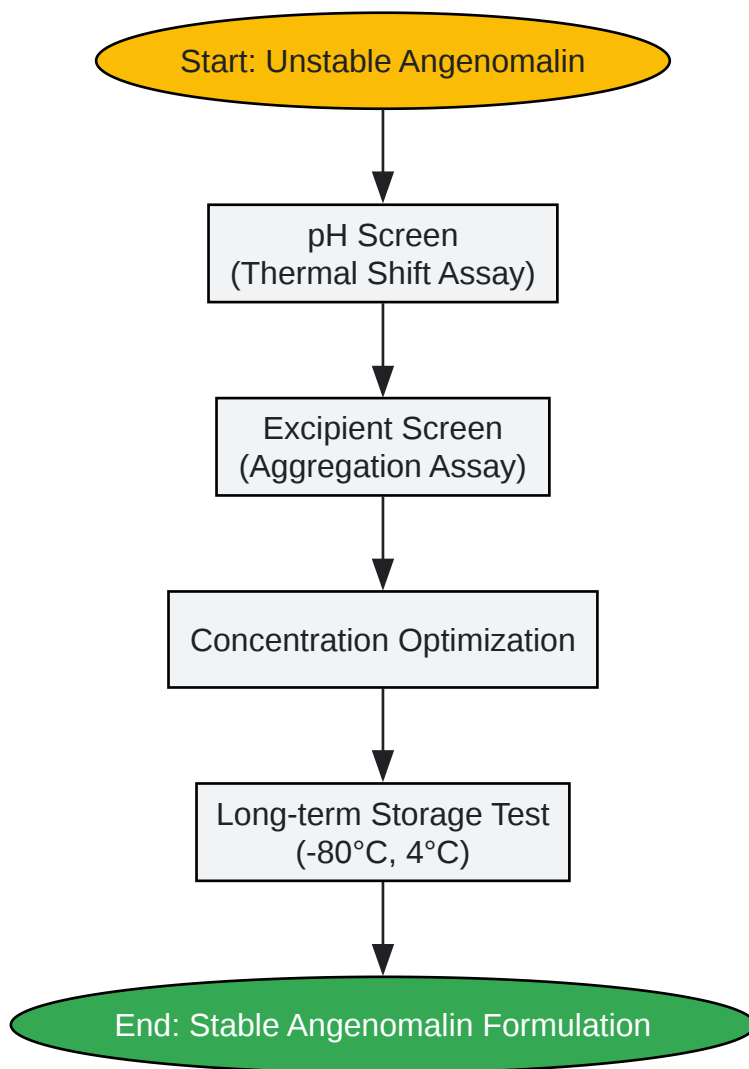 Start: Unstable Angenomalin
pH Screen
(Thermal Shift Assay)
Excipient Screen
(Aggregation Assay)
Concentration Optimization
Long-term Storage Test
(-80°C, 4°C)
End: Stable Angenomalin Formulation